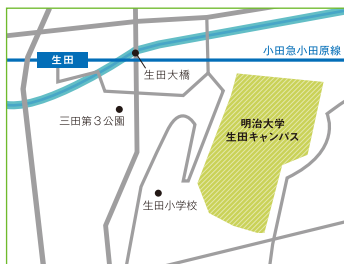 小田急小田原線
生田
生田大橋
三田第3公園
明治大学
生田キャンパス
生田小学校